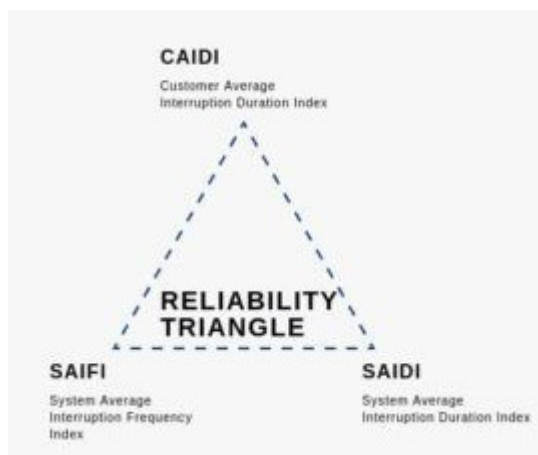 CAIDI
Customer Average
Interruption Duration Index
RELIABILITY
TRIANGLE
SAIFI
System Average
Interruption Frequency
Index
SAIDI
System Average
Interruption Duration Index